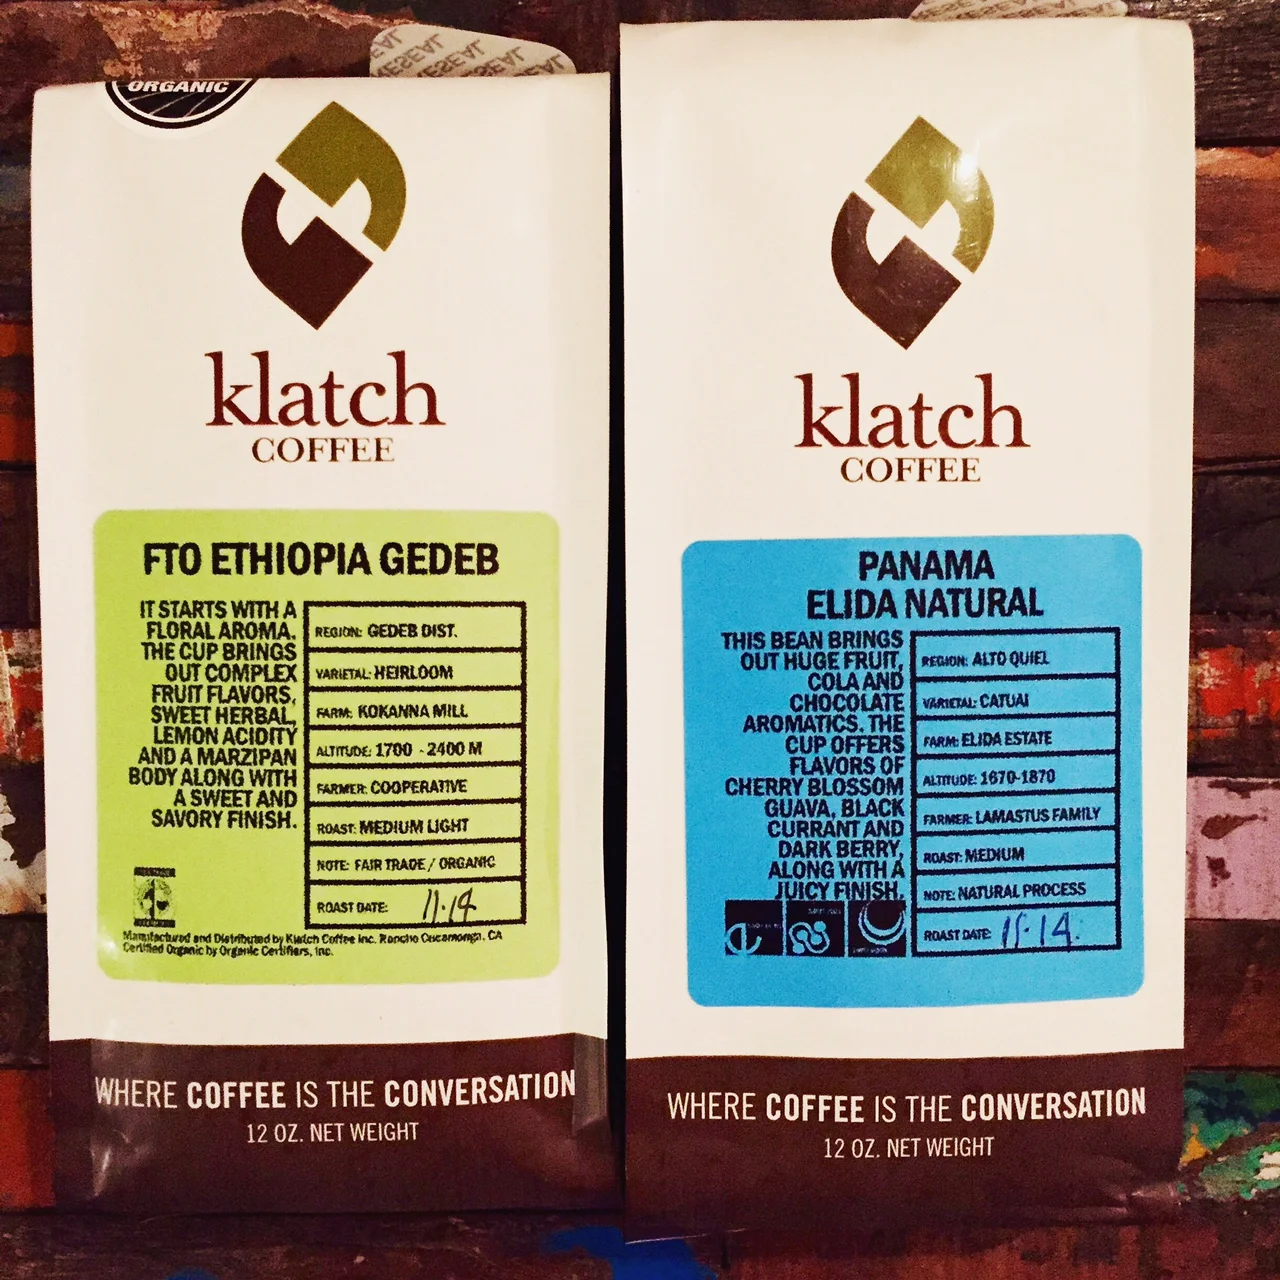 ORGANIC
klatch
COFFEE
FTO ETHIOPIA GEDEB
IT STARTS WITH A
FLORAL AROMA.
THE CUP BRINGS
OUT COMPLEX
FRUIT FLAVORS,
SWEET HERBAL,
LEMON ACIDITY
AND A MARZIPAN
BODY ALONG WITH
A SWEET AND
SAVORY FINISH.
REGION: GEDEB DIST.
VARIETAL: HEIRLOOM
FARM: KOKANNA MILL
ALTITUDE: 1700 - 2400 M
FARMER: COOPERATIVE
ROAST: MEDIUM LIGHT
NOTE: FAIR TRADE / ORGANIC
ROAST DATE: 11.14
Manufactured and Distributed by Klatch Coffee Inc. Rancho Cucamonga, CA
Certified Organic by Organic Certifiers, Inc.
WHERE COFFEE IS THE CONVERSATION
12 OZ. NET WEIGHT
klatch
COFFEE
PANAMA
ELIDA NATURAL
THIS BEAN BRINGS
OUT HUGE FRUIT,
COLA AND
CHOCOLATE
AROMATICS. THE
CUP OFFERS
FLAVORS OF
CHERRY BLOSSOM
GUAVA, BLACK
CURRANT AND
DARK BERRY,
ALONG WITH A
JUICY FINISH.
REGION: ALTO QUIEL
VARIETAL: CATUAI
FARM: ELIDA ESTATE
ALTITUDE: 1670-1870
FARMER: LAMASTUS FAMILY
ROAST: MEDIUM
NOTE: NATURAL PROCESS
ROAST DATE: 11.14.
WHERE COFFEE IS THE CONVERSATION
12 OZ. NET WEIGHT